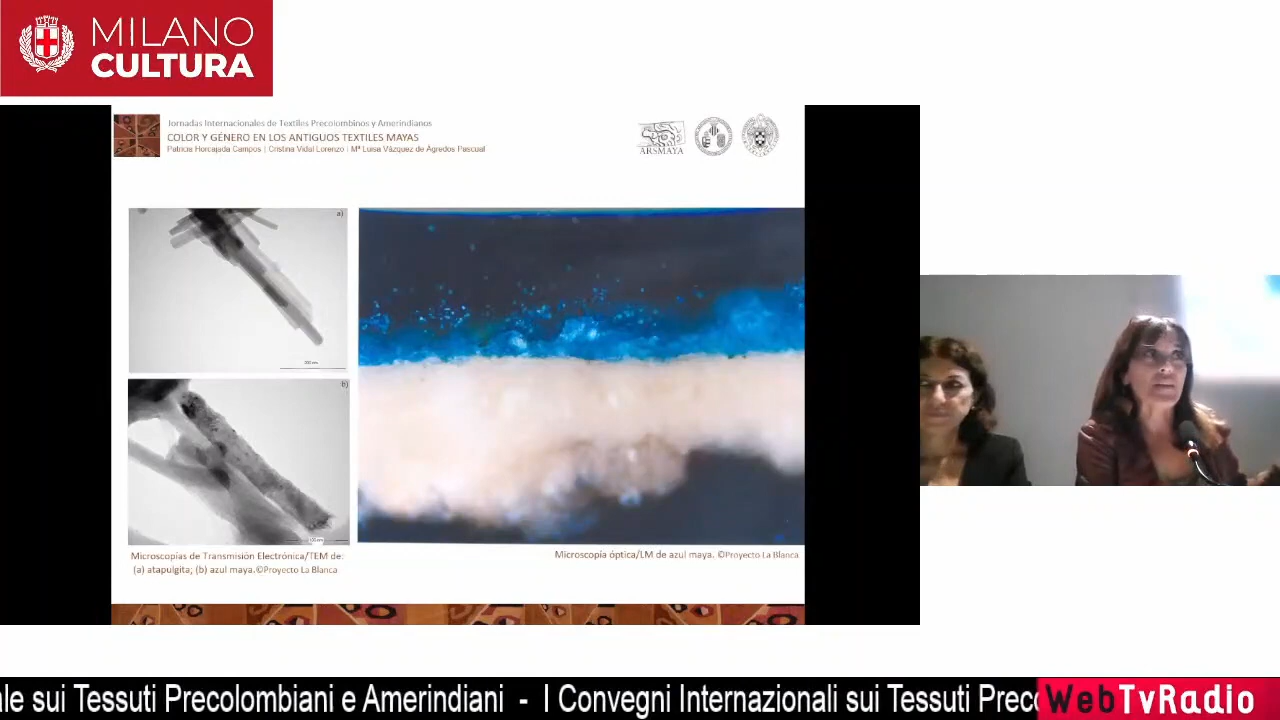 MILANO
CULTURA
Jornadas Internacionales de Textiles Precolombinos y Amerindianos
COLOR Y GÉNERO EN LOS ANTIGUOS TEXTILES MAYAS
Patricia Horcajada Campos | Cristina Vidal Lorenzo | Mª Luisa Vázquez de Ágredos Pascual
ARSMAYA
a)
b)
Microscopías de Transmisión Electrónica/TEM de:
(a) atapulgita; (b) azul maya.©Proyecto La Blanca
Microscopía óptica/LM de azul maya. ©Proyecto La Blanca
ale sui Tessuti Precolombiani e Amerindiani - I Convegni Internazionali sui Tessuti Preco
WebTvRadio